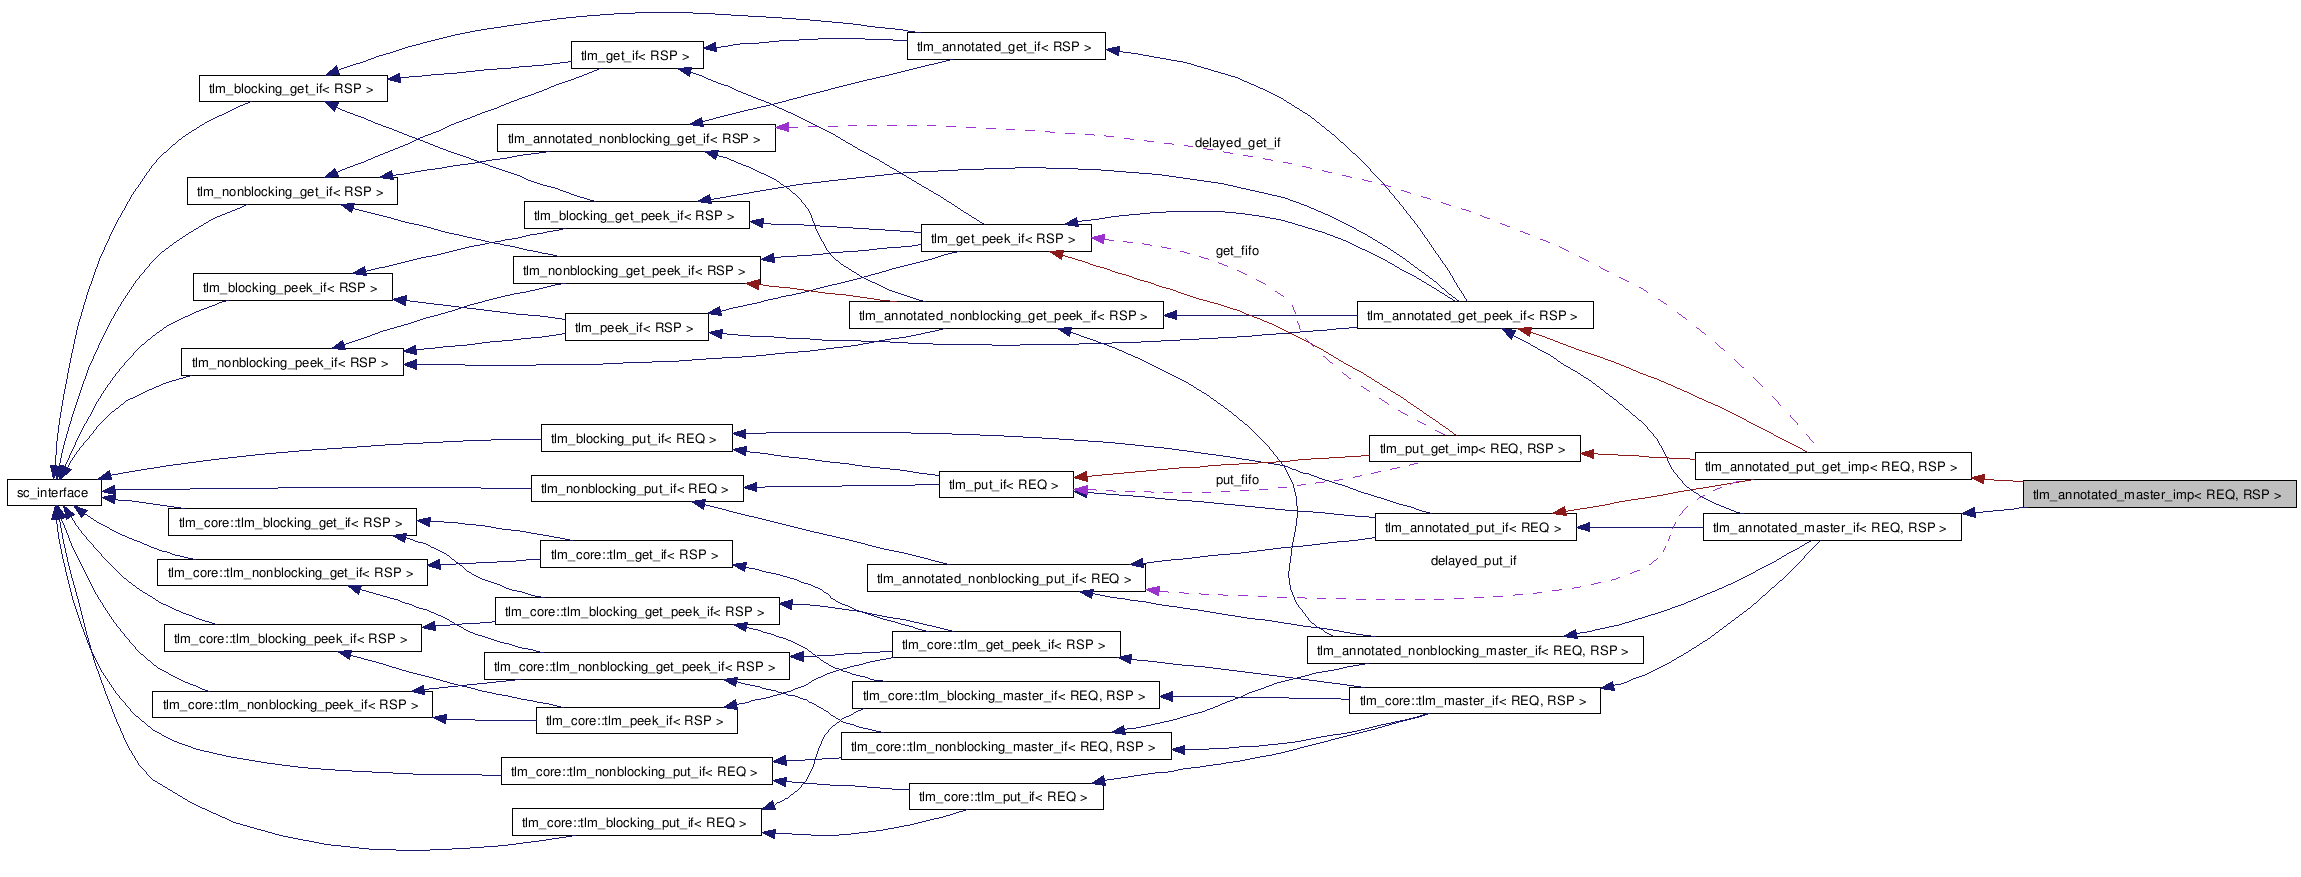 tlm_annotated_get_if< RSP >
tlm_get_if< RSP >
tlm_blocking_get_if< RSP >
tlm_annotated_nonblocking_get_if< RSP >
delayed_get_if
tlm_nonblocking_get_if< RSP >
tlm_blocking_get_peek_if< RSP >
tlm_get_peek_if< RSP >
get_fifo
tlm_nonblocking_get_peek_if< RSP >
tlm_blocking_peek_if< RSP >
tlm_annotated_nonblocking_get_peek_if< RSP >
tlm_annotated_get_peek_if< RSP >
tlm_peek_if< RSP >
tlm_nonblocking_peek_if< RSP >
tlm_blocking_put_if< REQ >
tlm_put_get_imp< REQ, RSP >
tlm_annotated_put_get_imp< REQ, RSP >
put_fifo
tlm_put_if< REQ >
tlm_nonblocking_put_if< REQ >
sc_interface
tlm_annotated_master_imp< REQ, RSP >
tlm_core::tlm_blocking_get_if< RSP >
tlm_annotated_put_if< REQ >
tlm_annotated_master_if< REQ, RSP >
tlm_core::tlm_get_if< RSP >
delayed_put_if
tlm_core::tlm_nonblocking_get_if< RSP >
tlm_annotated_nonblocking_put_if< REQ >
tlm_core::tlm_blocking_get_peek_if< RSP >
tlm_core::tlm_blocking_peek_if< RSP >
tlm_core::tlm_get_peek_if< RSP >
tlm_annotated_nonblocking_master_if< REQ, RSP >
tlm_core::tlm_nonblocking_get_peek_if< RSP >
tlm_core::tlm_blocking_master_if< REQ, RSP >
tlm_core::tlm_master_if< REQ, RSP >
tlm_core::tlm_nonblocking_peek_if< RSP >
tlm_core::tlm_peek_if< RSP >
tlm_core::tlm_nonblocking_master_if< REQ, RSP >
tlm_core::tlm_nonblocking_put_if< REQ >
tlm_core::tlm_put_if< REQ >
tlm_core::tlm_blocking_put_if< REQ >